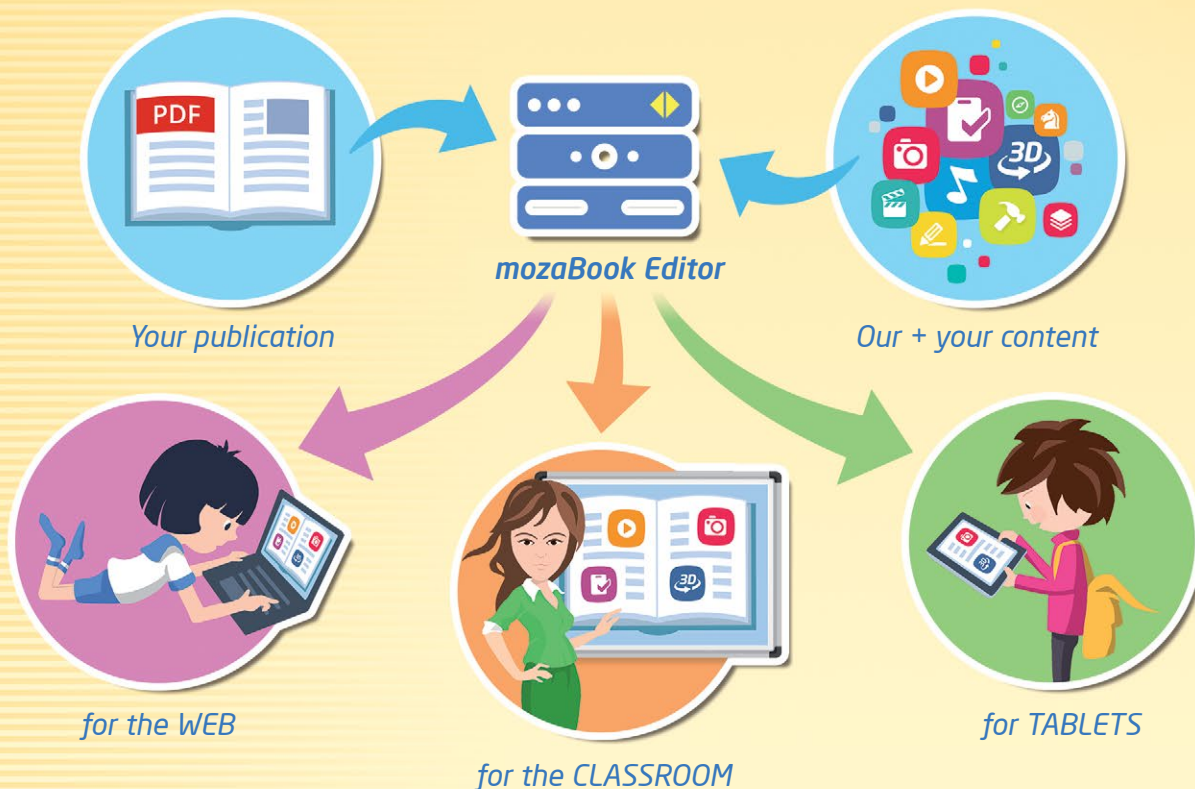 PDF
3D
mozaBook Editor
Your publication
Our + your content
3D
for the WEB
for TABLETS
for the CLASSROOM